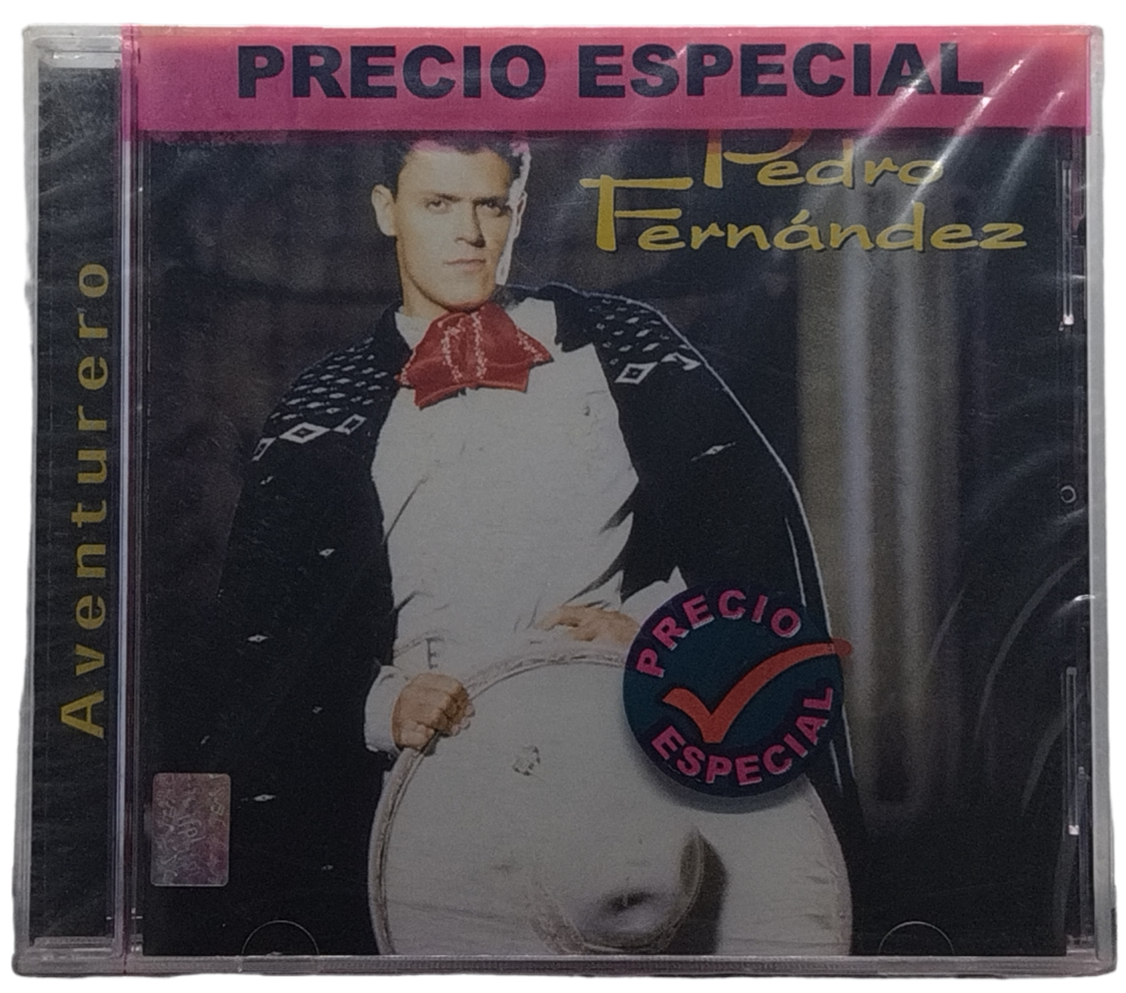 PRECIO ESPECIAL
Pedro
Fernández
Aventurero
PRECIO
ESPECIAL